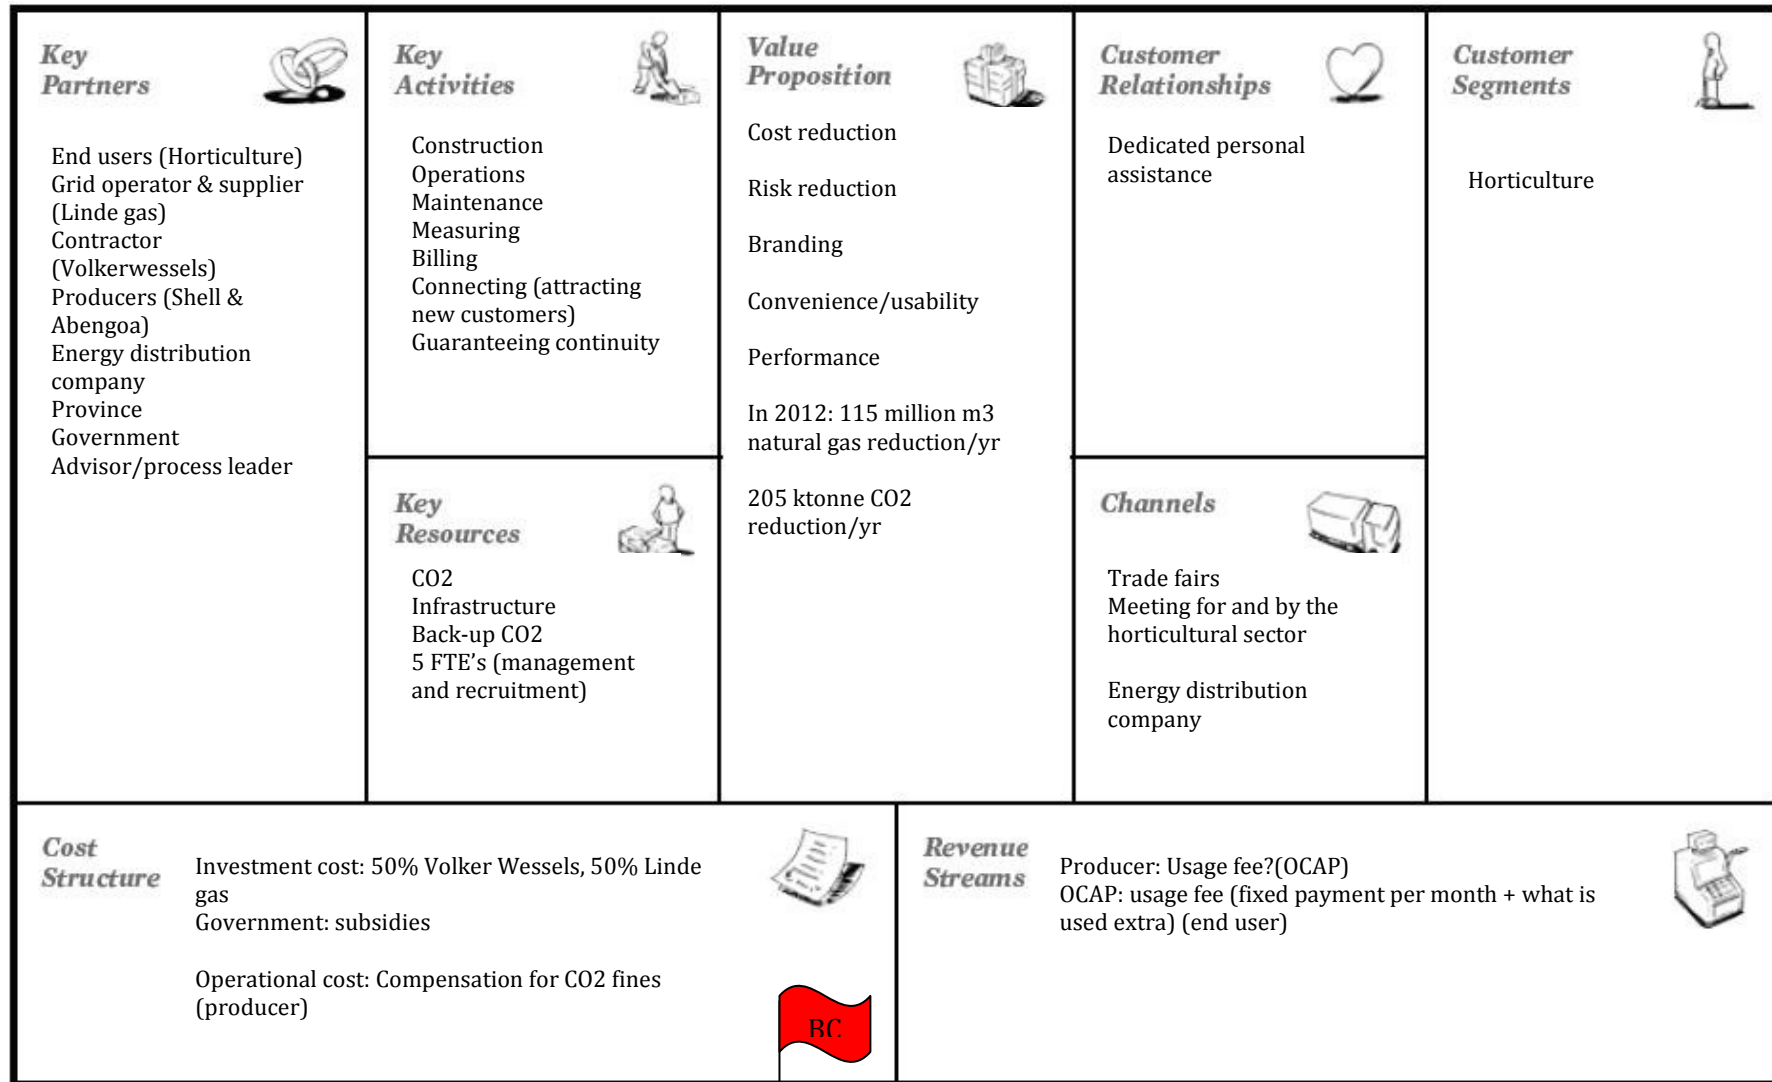 Key
Partners
End users (Horticulture)
Grid operator & supplier
(Linde gas)
Contractor
(Volkerwessels)
Producers (Shell &
Abengoa)
Energy distribution
company
Province
Government
Advisor/process leader
Key
Activities
Construction
Operations
Maintenance
Measuring
Billing
Connecting (attracting
new customers)
Guaranteeing continuity
Key
Resources
CO2
Infrastructure
Back-up CO2
5 FTE’s (management
and recruitment)
Value
Proposition
Cost reduction
Risk reduction
Branding
Convenience/usability
Performance
In 2012: 115 million m3
natural gas reduction/yr
205 ktonne CO2
reduction/yr
Customer
Relationships
Dedicated personal
assistance
Channels
Trade fairs
Meeting for and by the
horticultural sector
Energy distribution
company
Customer
Segments
Horticulture
Cost
Structure
Investment cost: 50% Volker Wessels, 50% Linde
gas
Government: subsidies
Operational cost: Compensation for CO2 fines
(producer)
BC
Revenue
Streams
Producer: Usage fee?(OCAP)
OCAP: usage fee (fixed payment per month + what is
used extra) (end user)